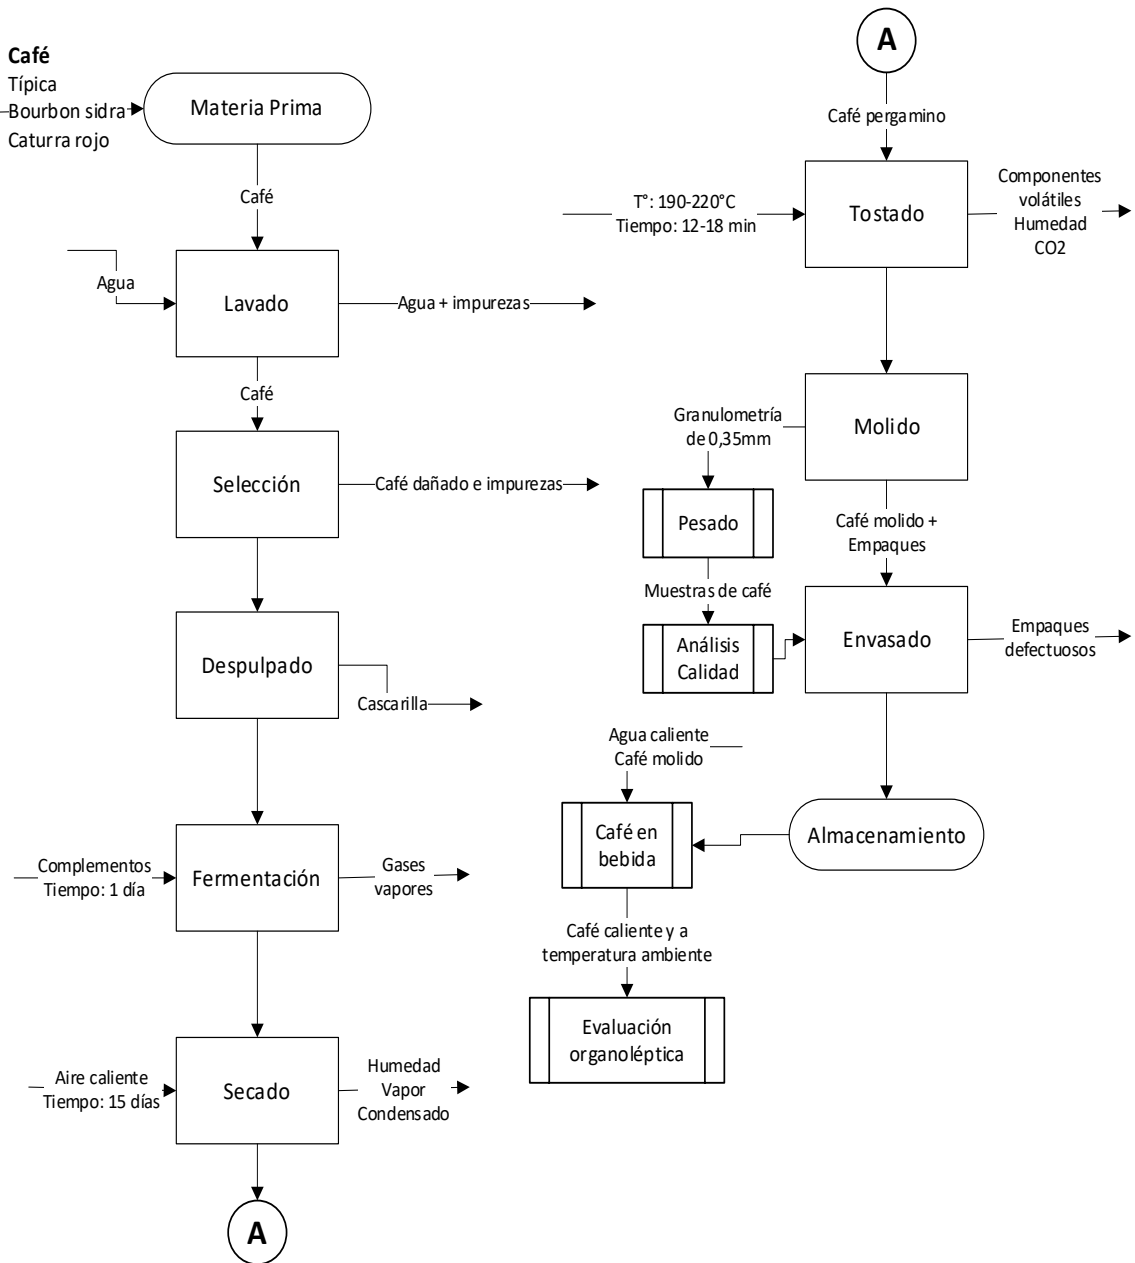 Café
Típica
Bourbon sidra
Caturra rojo
Materia Prima
Café
Agua
Lavado
Agua + impurezas
Café
Selección
Café dañado e impurezas
Despulpado
Cascarilla
Complementos
Tiempo: 1 día
Fermentación
Gases
vapores
Aire caliente
Tiempo: 15 días
Secado
Humedad
Vapor
Condensado
A
A
Café pergamino
T°: 190-220°C
Tiempo: 12-18 min
Tostado
Componentes
volátiles
Humedad
CO2
Molido
Granulometría
de 0,35mm
Pesado
Café molido +
Empaques
Muestras de café
Análisis
Calidad
Envasado
Empaques
defectuosos
Agua caliente
Café molido
Café en
bebida
Almacenamiento
Café caliente y a
temperatura ambiente
Evaluación
organoléptica